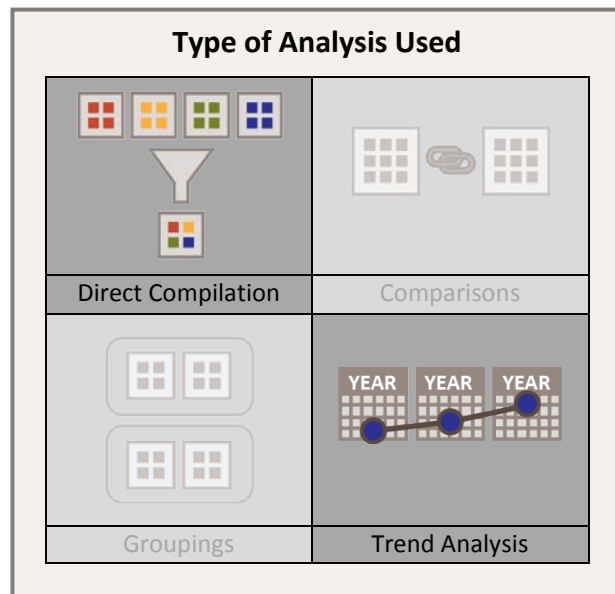 Type of Analysis Used
Direct Compilation
Comparisons
YEAR YEAR YEAR
Groupings
Trend Analysis